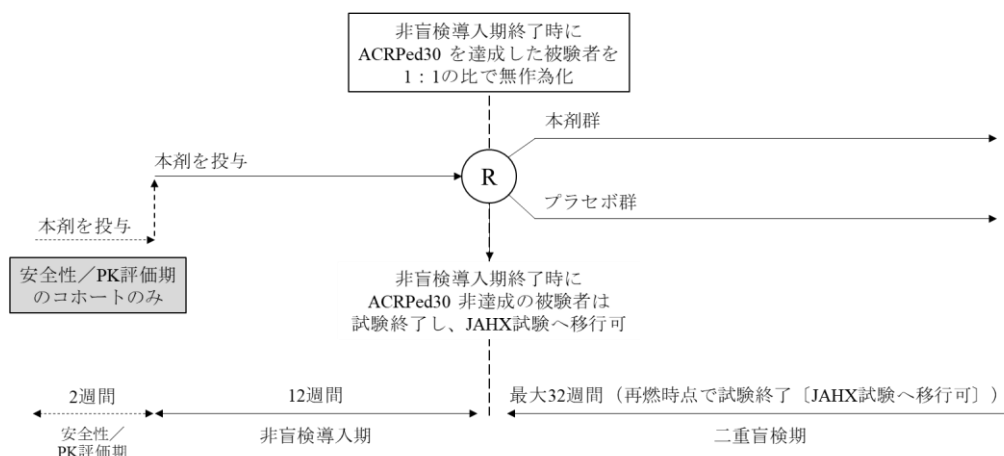 非盲検導入期終了時に
ACRPed30 を達成した被験者を
1：1の比で無作為化
本剤群
本剤を投与
R
プラセボ群
本剤を投与
安全性／PK評価期
のコホートのみ
非盲検導入期終了時に
ACRPed30 非達成の被験者は
試験終了し、JAHX試験へ移行可
2週間
12週間
最大32週間（再燃時点で試験終了〔JAHX試験へ移行可〕）
安全性／
PK評価期
非盲検導入期
二重盲検期